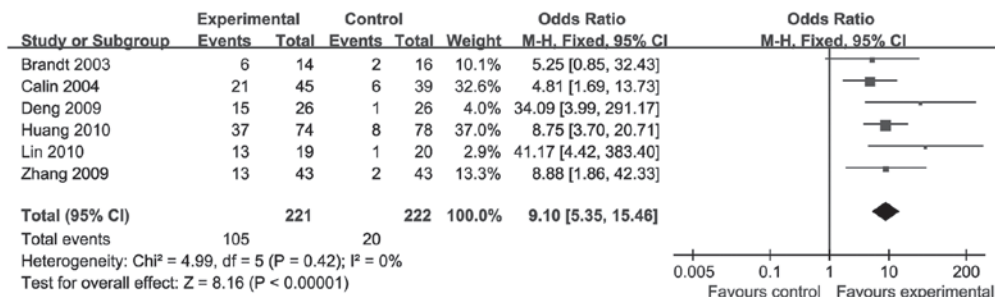 Experimental Control Odds Ratio Odds Ratio
Study or Subgroup Events Total Events Total Weight M-H, Fixed, 95% CI M-H, Fixed, 95% CI
Brandt 2003 6 14 2 16 10.1% 5.25 [0.85, 32.43]
Calin 2004 21 45 6 39 32.6% 4.81 [1.69, 13.73]
Deng 2009 15 26 1 26 4.0% 34.09 [3.99, 291.17]
Huang 2010 37 74 8 78 37.0% 8.75 [3.70, 20.71]
Lin 2010 13 19 1 20 2.9% 41.17 [4.42, 383.40]
Zhang 2009 13 43 2 43 13.3% 8.88 [1.86, 42.33]
Total (95% CI) 221 222 100.0% 9.10 [5.35, 15.46]
Total events 105 20
Heterogeneity: Chi² = 4.99, df = 5 (P = 0.42); I² = 0%
Test for overall effect: Z = 8.16 (P < 0.00001)
0.005 0.1 1 10 200
Favours control Favours experimental